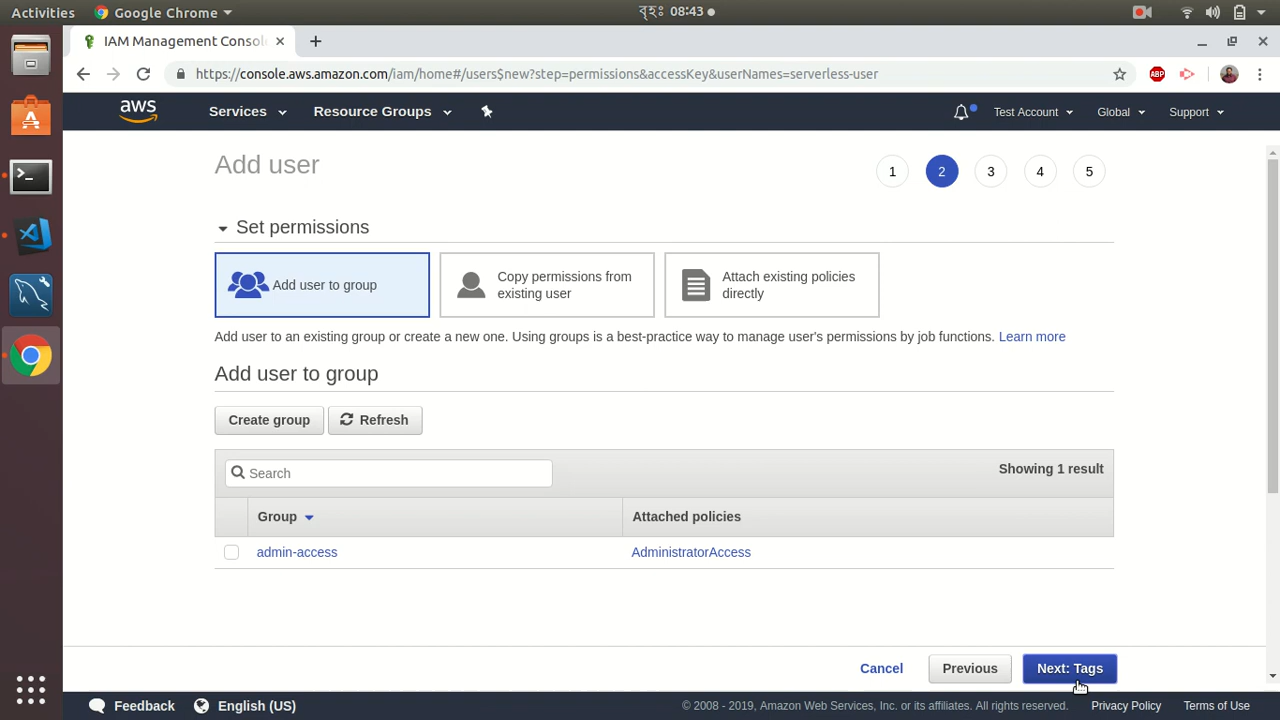 Activities Google Chrome বৃহঃ 08:43
IAM Management Consol
https://console.aws.amazon.com/iam/home#/users$new?step=permissions&accessKey&userNames=serverless-user ABP
aws Services Resource Groups Test Account Global Support
Add user 1 2 3 4 5
Set permissions
Add user to group
Copy permissions from
existing user
Attach existing policies
directly
Add user to an existing group or create a new one. Using groups is a best-practice way to manage user's permissions by job functions. Learn more
Add user to group
Create group Refresh
Search Showing 1 result
Group Attached policies
admin-access AdministratorAccess
Cancel Previous Next: Tags
Feedback English (US) © 2008 - 2019, Amazon Web Services, Inc. or its affiliates. All rights reserved. Privacy Policy Terms of Use